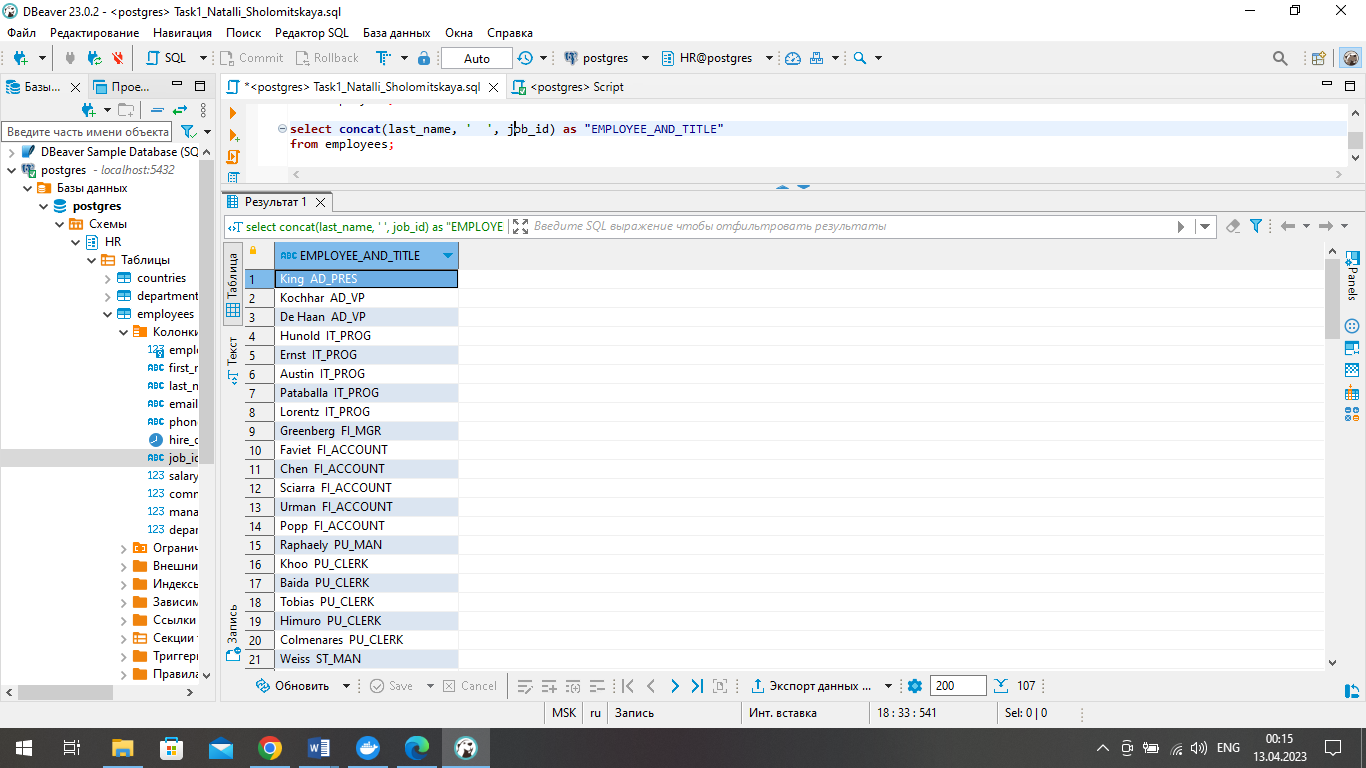 DBeaver 23.0.2 - <postgres> Task1_Natalli_Sholomitskaya.sql
Файл Редактирование Навигация Поиск Редактор SQL База данных Окна Справка
SQL Commit Rollback Auto postgres HR@postgres
Базы... Прое... *<postgres> Task1_Natalli_Sholomitskaya.sql <postgres> Script
Введите часть имени объекта
DBeaver Sample Database (SQ
postgres - localhost:5432
Базы данных
postgres
Схемы
HR
Таблицы
countries
department
employees
Колонки
emplo
first_n
last_n
email
phon
hire_d
job_id
salary
comm
mana
depar
Огранич
Внешни
Индексы
Зависим
Ссылки
Секции т
Триггерь
Правила
select concat(last_name, '  ', job_id) as "EMPLOYEE_AND_TITLE"
from employees;
Результат 1
select concat(last_name, ' ', job_id) as "EMPLOYE Введите SQL выражение чтобы отфильтровать результаты
Таблица
Текст
Запись
Panels
EMPLOYEE_AND_TITLE
1 King AD_PRES
2 Kochhar AD_VP
3 De Haan AD_VP
4 Hunold IT_PROG
5 Ernst IT_PROG
6 Austin IT_PROG
7 Pataballa IT_PROG
8 Lorentz IT_PROG
9 Greenberg FI_MGR
10 Faviet FI_ACCOUNT
11 Chen FI_ACCOUNT
12 Sciarra FI_ACCOUNT
13 Urman FI_ACCOUNT
14 Popp FI_ACCOUNT
15 Raphaely PU_MAN
16 Khoo PU_CLERK
17 Baida PU_CLERK
18 Tobias PU_CLERK
19 Himuro PU_CLERK
20 Colmenares PU_CLERK
21 Weiss ST_MAN
Обновить Save Cancel Экспорт данных ... 200 107
MSK ru Запись Инт. вставка 18 : 33 : 541 Sel: 0 | 0
ENG 00:15
13.04.2023